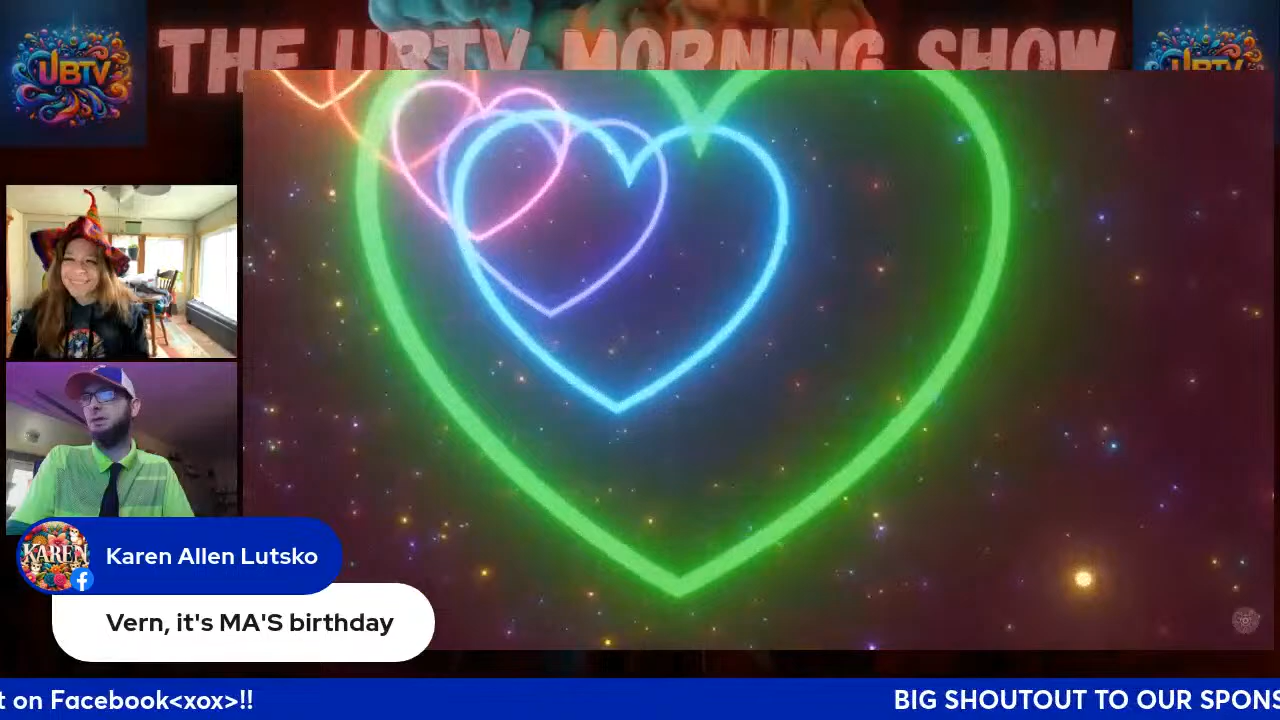 THE UBTV MORNING SHOW
UBTV
UBTV
KAREN
Karen Allen Lutsko
Vern, it's MA'S birthday
t on Facebook<xox>!!
BIG SHOUTOUT TO OUR SPONS